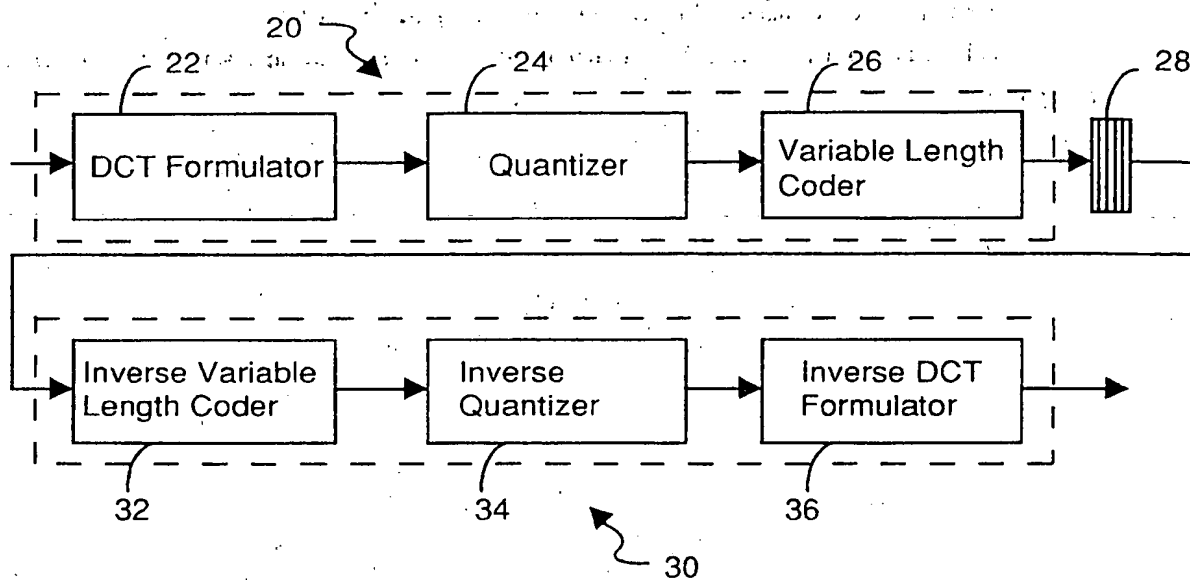 20
22
24
26
28
DCT Formulator
Quantizer
Variable Length
Coder
Inverse Variable
Length Coder
Inverse
Quantizer
Inverse DCT
Formulator
32
34
36
30